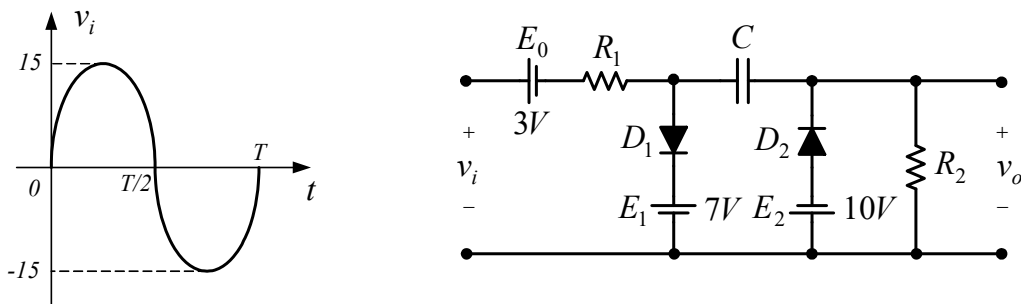 v_i
15
0
T/2
T
t
-15
E_0
3V
R_1
C
D_1
D_2
E_1
7V
E_2
10V
R_2
+
v_i
−
+
v_o
−